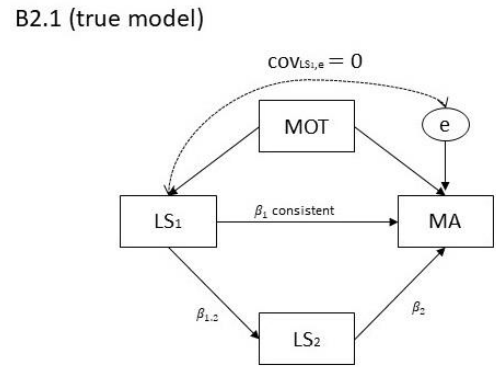 B2.1 (true model)
COVLS₁,e = 0
MOT
e
LS₁
β₁ consistent
MA
β₁.₂
β₂
LS₂